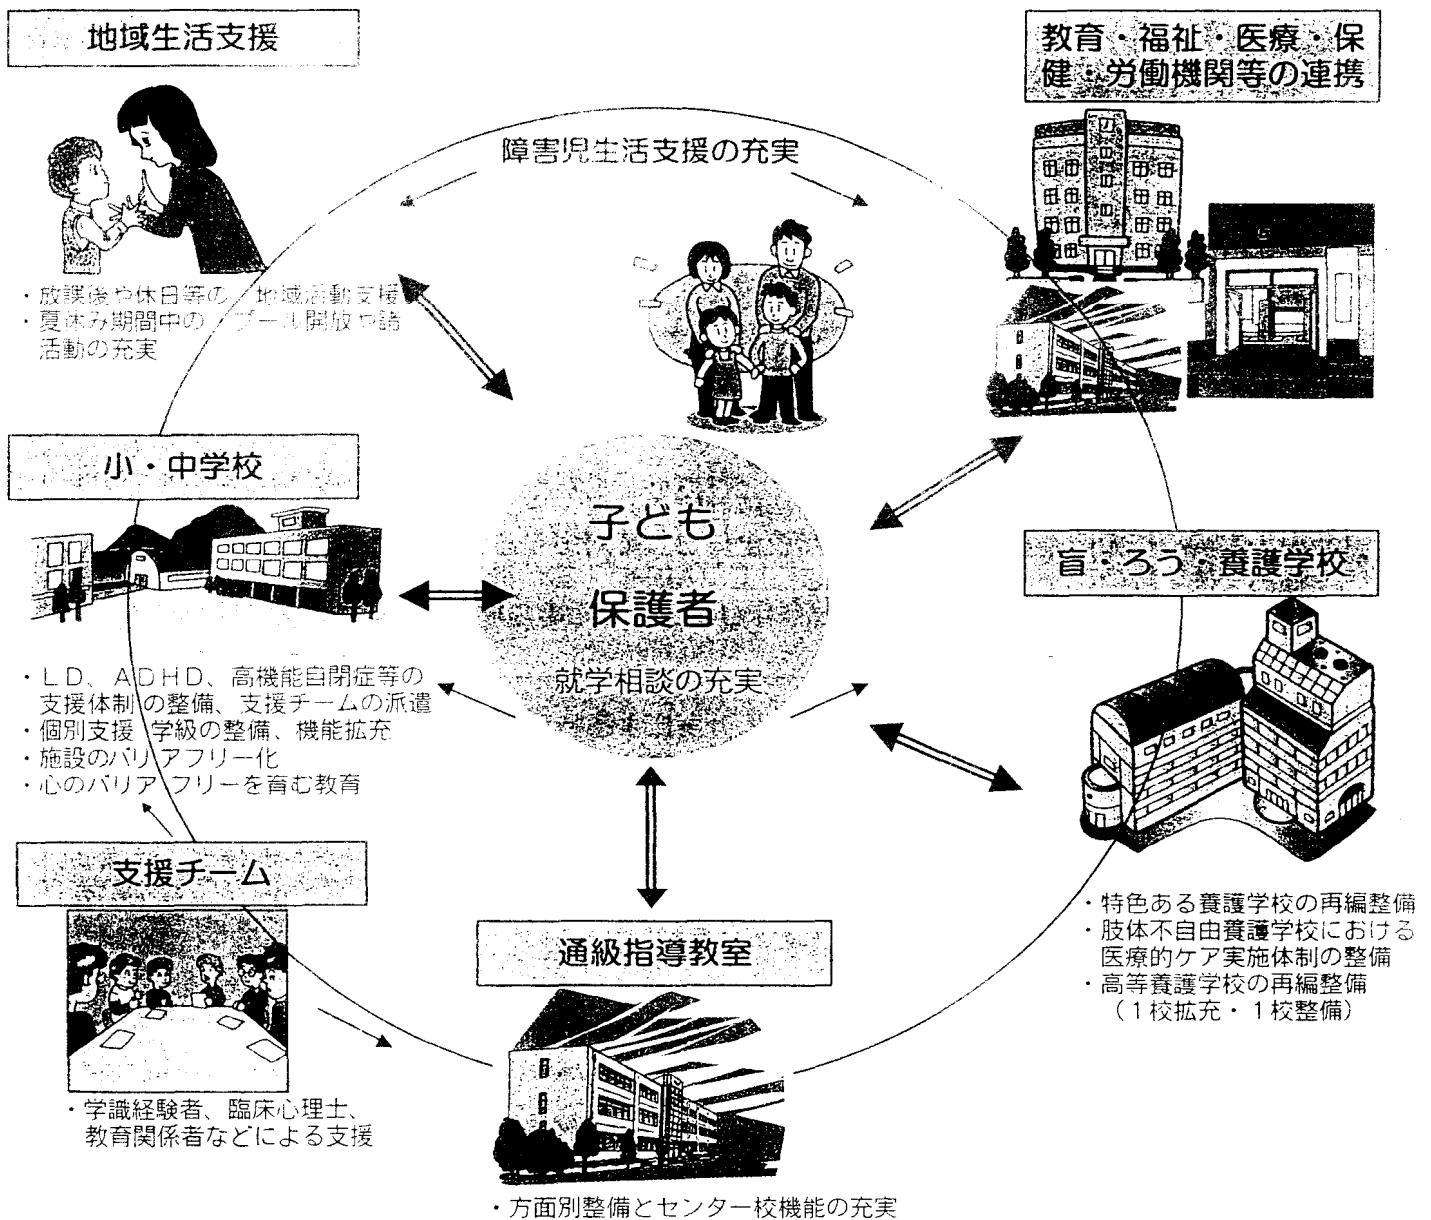 地域生活支援
教育・福祉・医療・保
健・労働機関等の連携
障害児生活支援の充実
・放課後や休日等の地域活動支援
・夏休み期間中のプール開放や諸
活動の充実
小・中学校
子ども
保護者
就学相談の充実
盲・ろう・養護学校
・LD、ADHD、高機能自閉症等の
支援体制の整備、支援チームの派遣
・個別支援学級の整備、機能拡充
・施設のバリアフリー化
・心のバリアフリーを育む教育
支援チーム
・学識経験者、臨床心理士、
教育関係者などによる支援
通級指導教室
・方面別整備とセンター校機能の充実
・特色ある養護学校の再編整備
・肢体不自由養護学校における
医療的ケア実施体制の整備
・高等養護学校の再編整備
（1校拡充・1校整備）